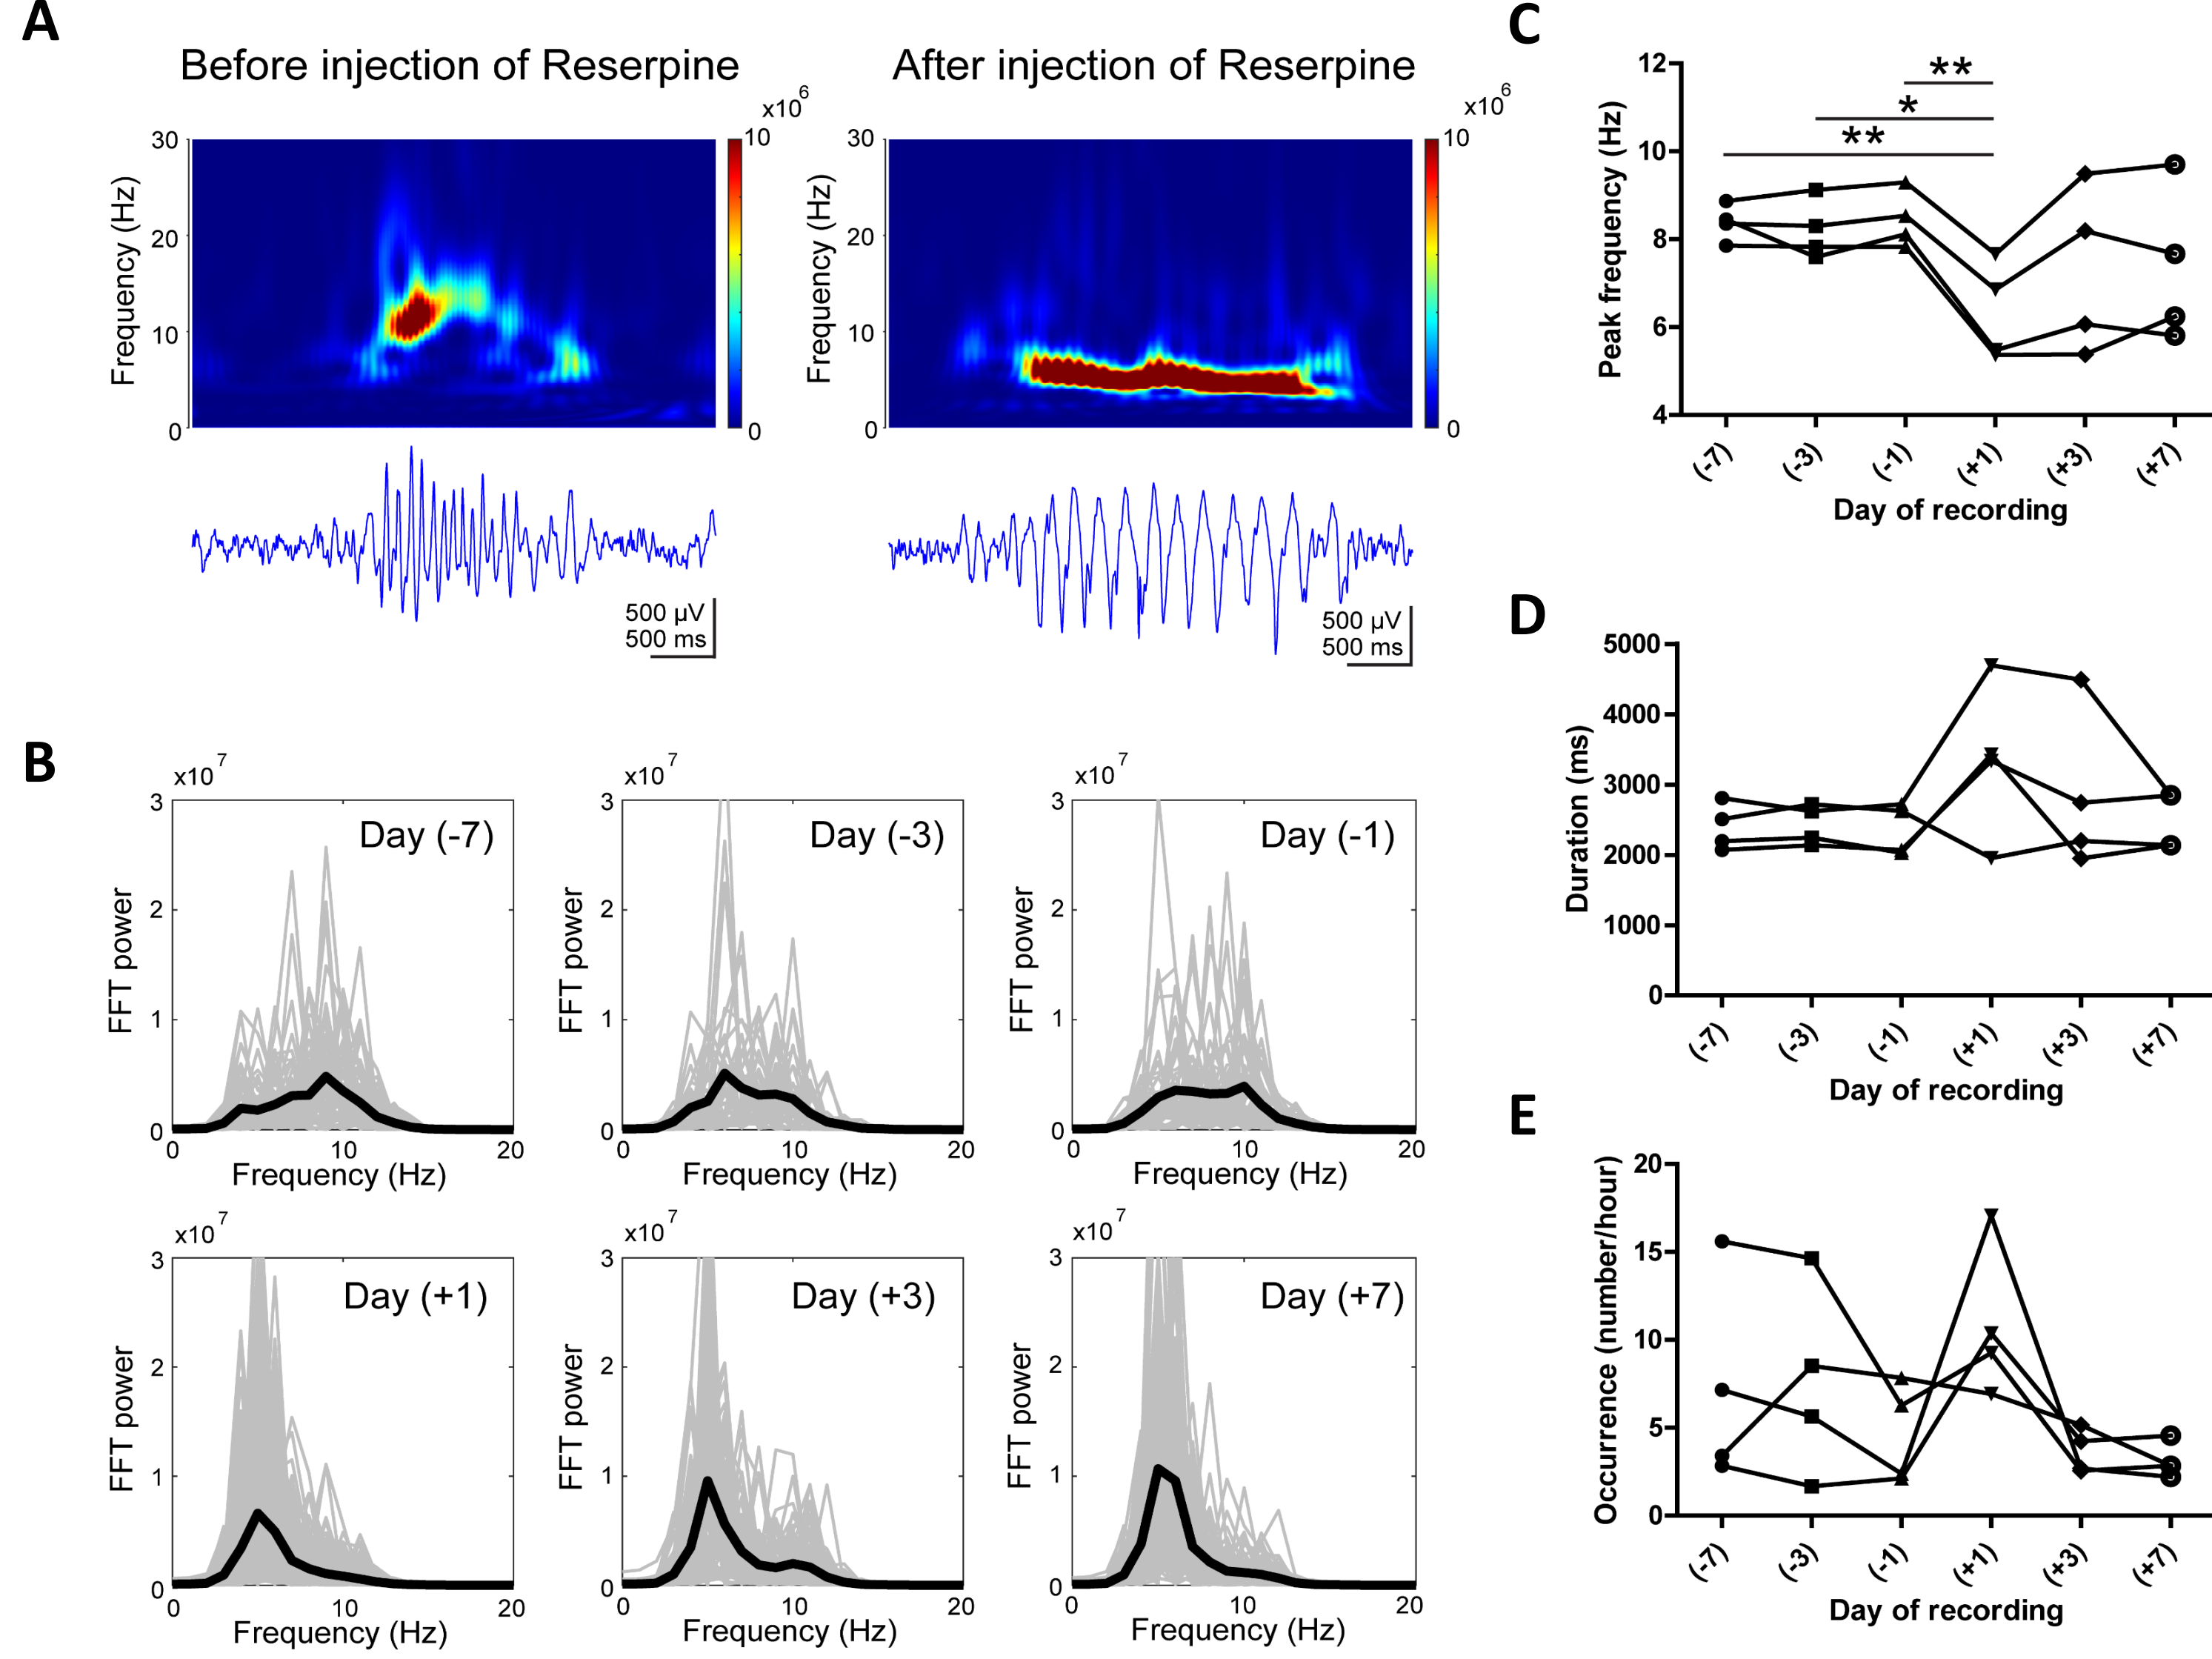 A
Before injection of Reserpine
After injection of Reserpine
x10 6
x10 6
30
20
10
0
Frequency (Hz)
10
0
30
20
10
0
Frequency (Hz)
10
0
500 µV
500 ms
500 µV
500 ms
B
x10 7
Day (-7)
3
2
1
0
FFT power
0 10 20
Frequency (Hz)
x10 7
Day (-3)
3
2
1
0
FFT power
0 10 20
Frequency (Hz)
x10 7
Day (-1)
3
2
1
0
FFT power
0 10 20
Frequency (Hz)
x10 7
Day (+1)
3
2
1
0
FFT power
0 10 20
Frequency (Hz)
x10 7
Day (+3)
3
2
1
0
FFT power
0 10 20
Frequency (Hz)
x10 7
Day (+7)
3
2
1
0
FFT power
0 10 20
Frequency (Hz)
C
**
*
**
12
10
8
6
4
Peak frequency (Hz)
(-7) (-3) (-1) (+1) (+3) (+7)
Day of recording
D
5000
4000
3000
2000
1000
0
Duration (ms)
(-7) (-3) (-1) (+1) (+3) (+7)
Day of recording
E
20
15
10
5
0
Occurrence (number/hour)
(-7) (-3) (-1) (+1) (+3) (+7)
Day of recording